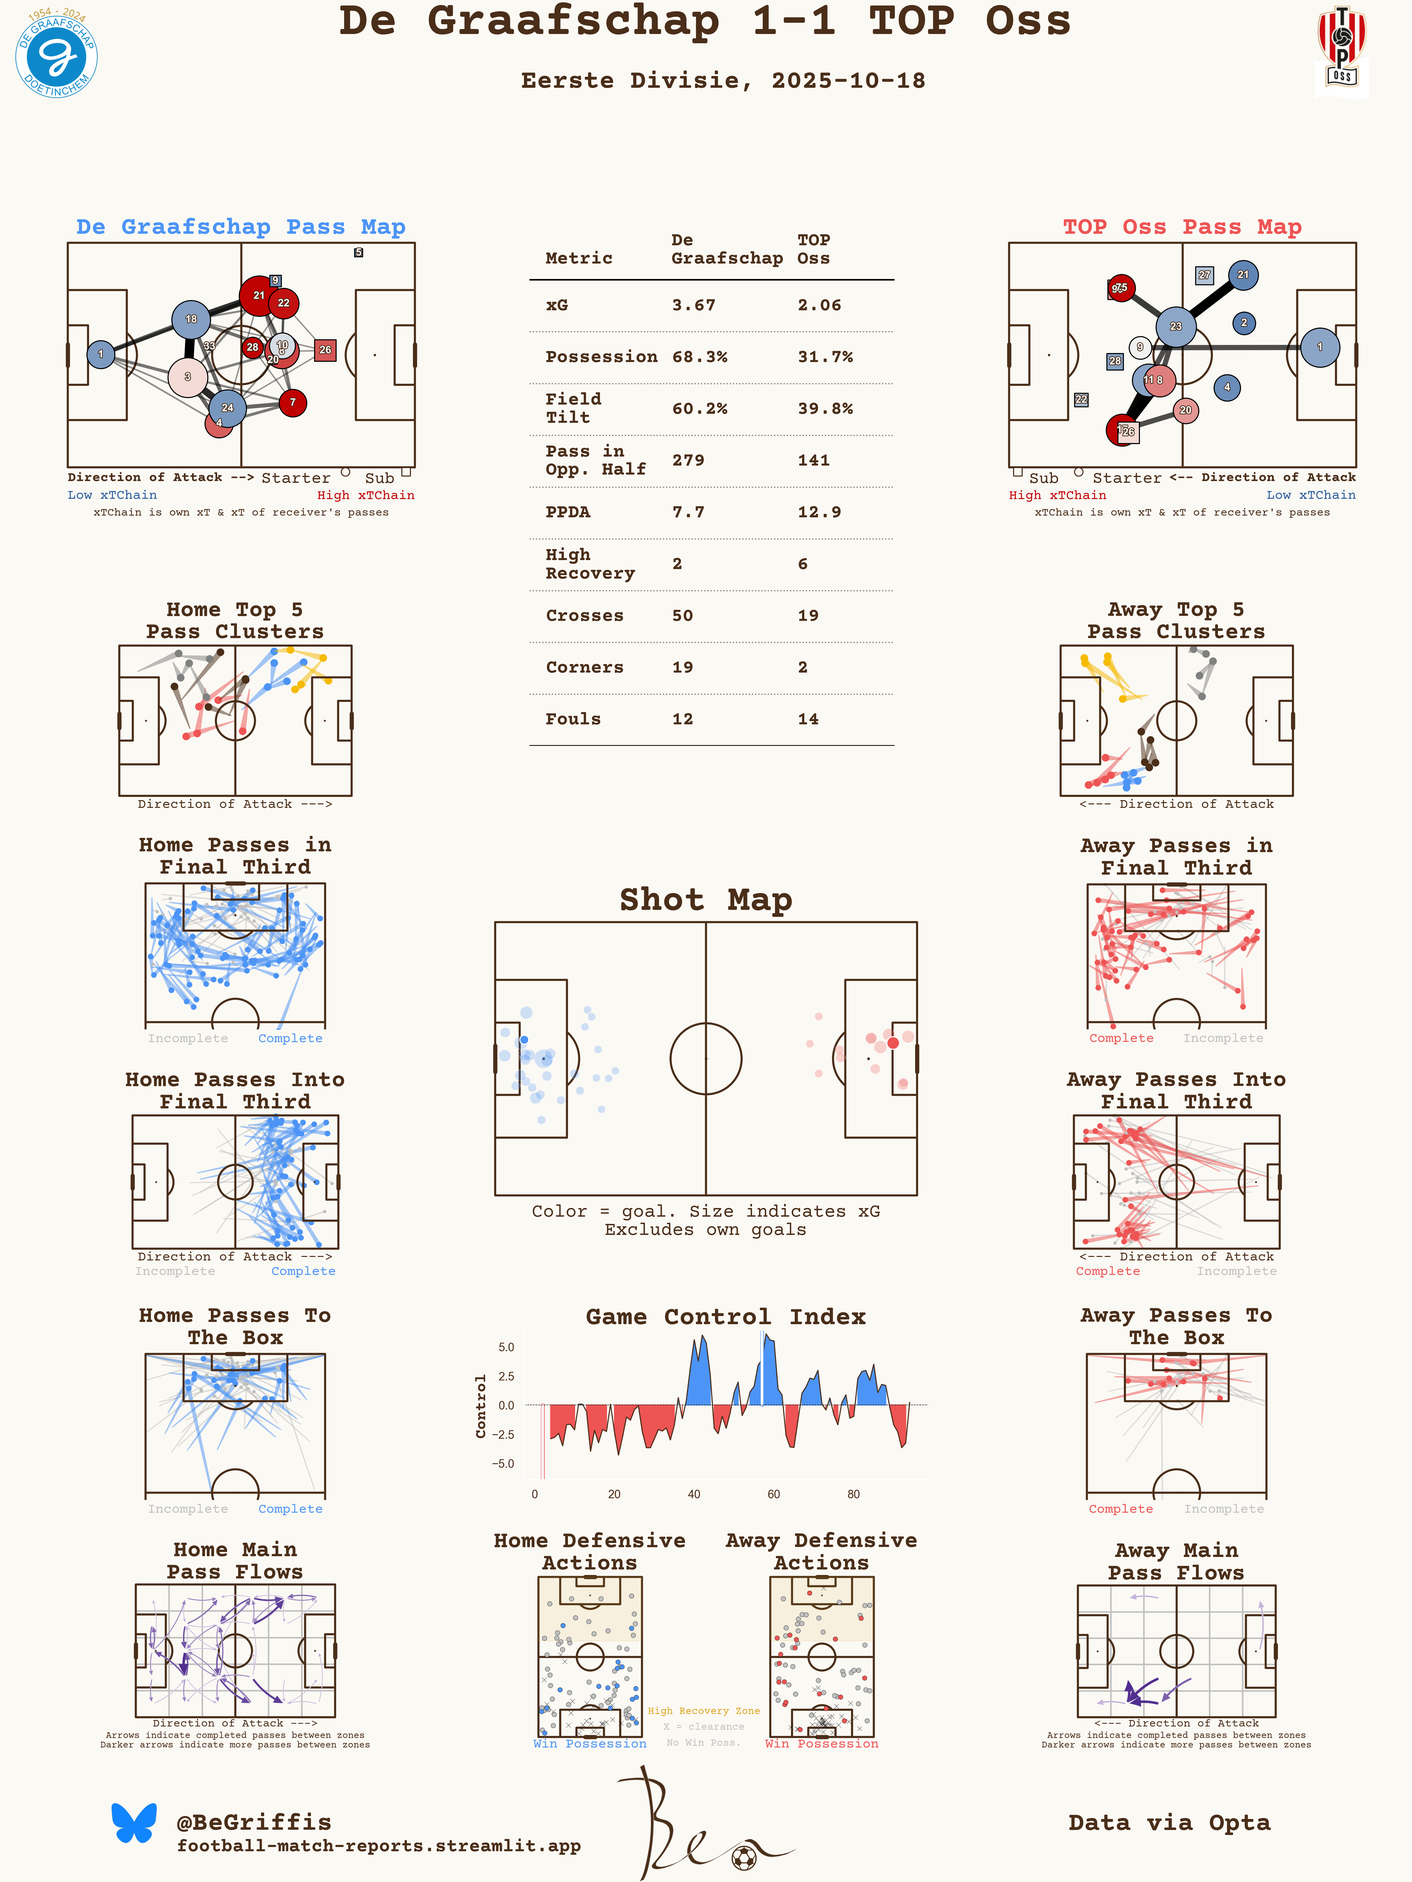 De Graafschap 1-1 TOP Oss
Eerste Divisie, 2025-10-18
1954 - 2024
DE GRAAFSCHAP
DOETINCHEM
TOP
OSS
De Graafschap Pass Map
5
9
21
22
18
33
28
10
8
20
26
1
3
24
4
7
Direction of Attack --> Starter Sub
Low xTChain High xTChain
xTChain is own xT & xT of receiver's passes
Metric De Graafschap TOP Oss
xG 3.67 2.06
Possession 68.3% 31.7%
Field Tilt 60.2% 39.8%
Pass in Opp. Half 279 141
PPDA 7.7 12.9
High Recovery 2 6
Crosses 50 19
Corners 19 2
Fouls 12 14
TOP Oss Pass Map
27
21
75
23
2
9
1
28
11
8
4
22
20
26
Sub Starter <-- Direction of Attack
High xTChain Low xTChain
xTChain is own xT & xT of receiver's passes
Home Top 5
Pass Clusters
Direction of Attack --->
Away Top 5
Pass Clusters
<--- Direction of Attack
Home Passes in
Final Third
Incomplete Complete
Away Passes in
Final Third
Complete Incomplete
Shot Map
Color = goal. Size indicates xG
Excludes own goals
Home Passes Into
Final Third
Direction of Attack --->
Incomplete Complete
Away Passes Into
Final Third
<--- Direction of Attack
Complete Incomplete
Home Passes To
The Box
Incomplete Complete
Game Control Index
Control
5.0
2.5
0.0
−2.5
−5.0
0 20 40 60 80
Away Passes To
The Box
Complete Incomplete
Home Main
Pass Flows
Direction of Attack --->
Arrows indicate completed passes between zones
Darker arrows indicate more passes between zones
Home Defensive
Actions
Win Possession
Away Defensive
Actions
Win Possession
High Recovery Zone
X = clearance
No Win Poss.
Away Main
Pass Flows
<--- Direction of Attack
Arrows indicate completed passes between zones
Darker arrows indicate more passes between zones
@BeGriffis
football-match-reports.streamlit.app
Ben
Data via Opta